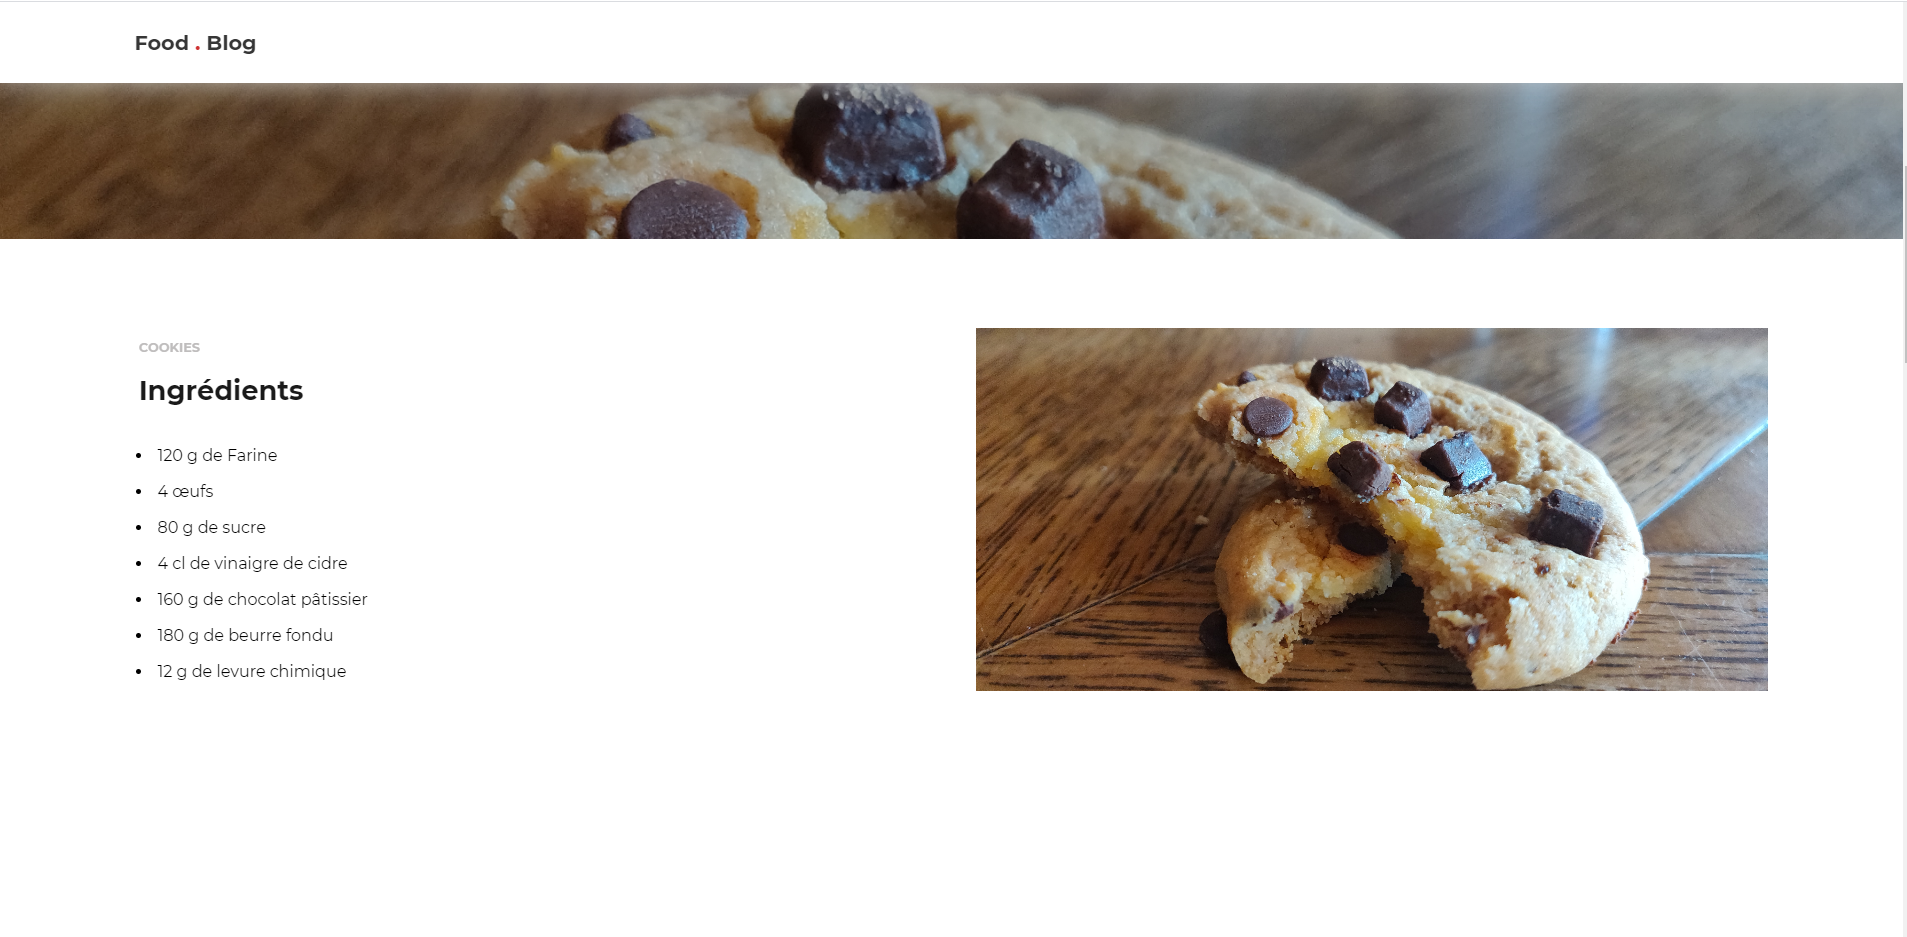 Food . Blog
COOKIES
Ingrédients
120 g de Farine
4 œufs
80 g de sucre
4 cl de vinaigre de cidre
160 g de chocolat pâtissier
180 g de beurre fondu
12 g de levure chimique